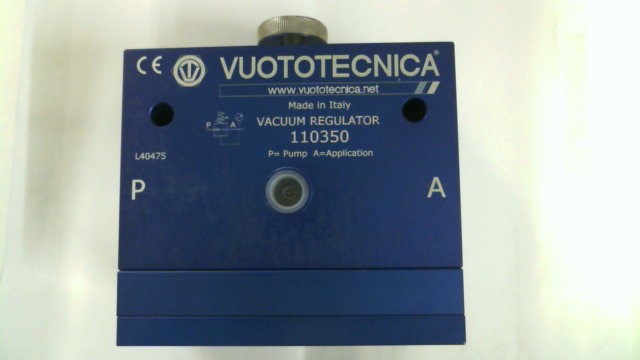 CE VUOTOTECNICA®
www.vuototecnica.net
Made in Italy
VACUUM REGULATOR
P A
110350
L40475
P= Pump A=Application
P A